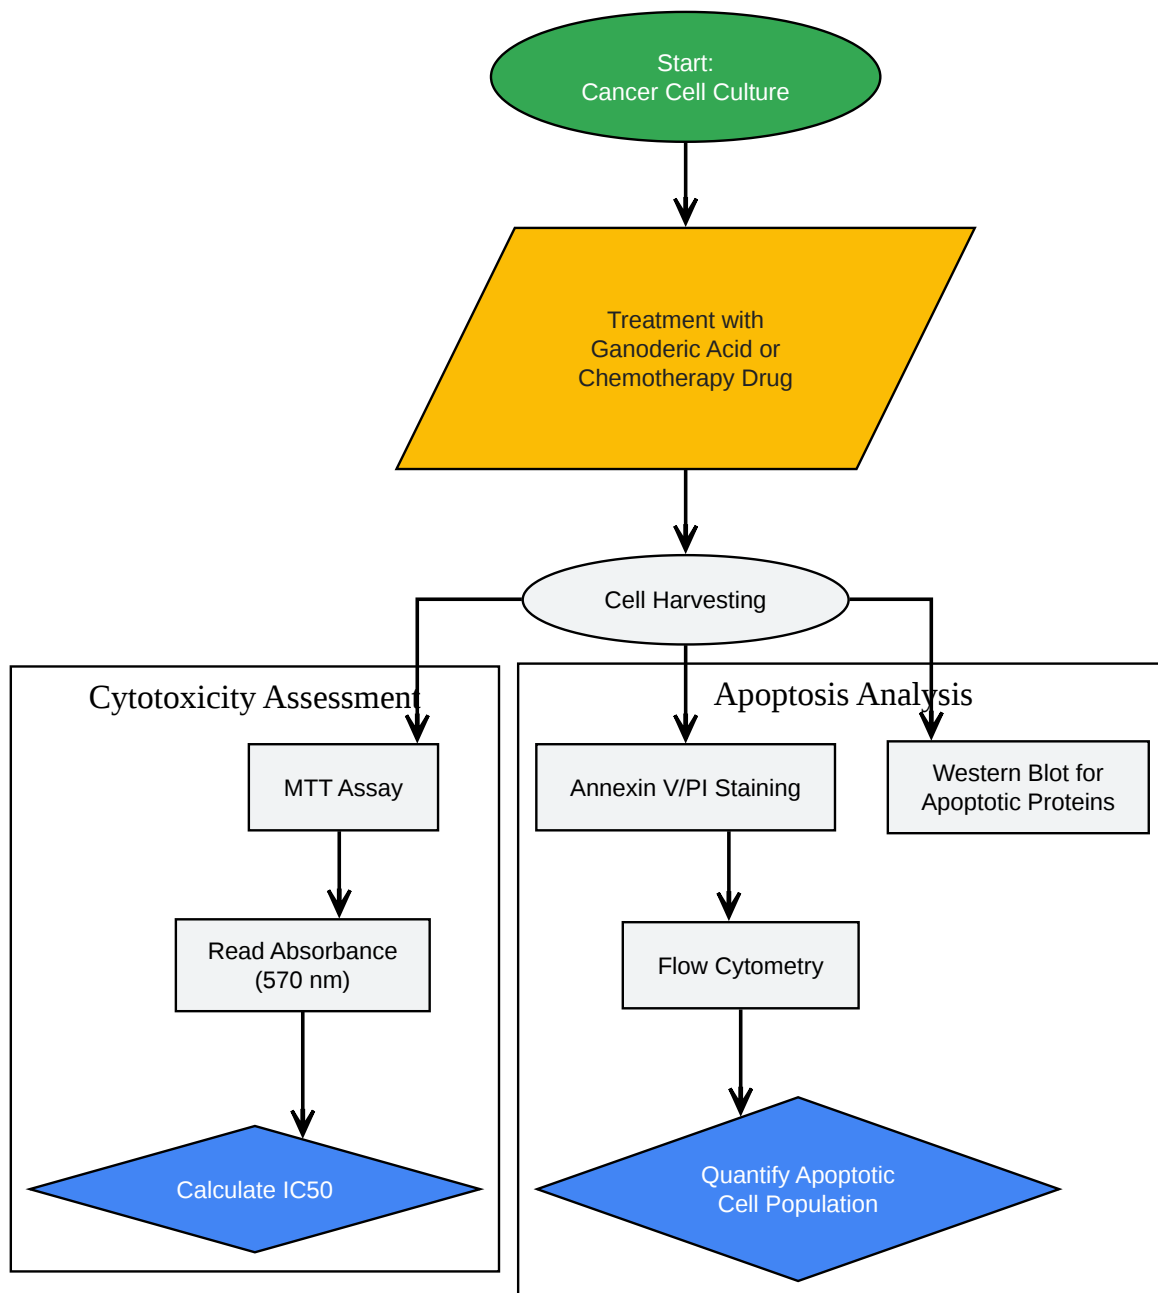 Start:
Cancer Cell Culture
Treatment with
Ganoderic Acid or
Chemotherapy Drug
Cell Harvesting
Cytotoxicity Assessment
MTT Assay
Read Absorbance
(570 nm)
Calculate IC50
Apoptosis Analysis
Annexin V/PI Staining
Western Blot for
Apoptotic Proteins
Flow Cytometry
Quantify Apoptotic
Cell Population